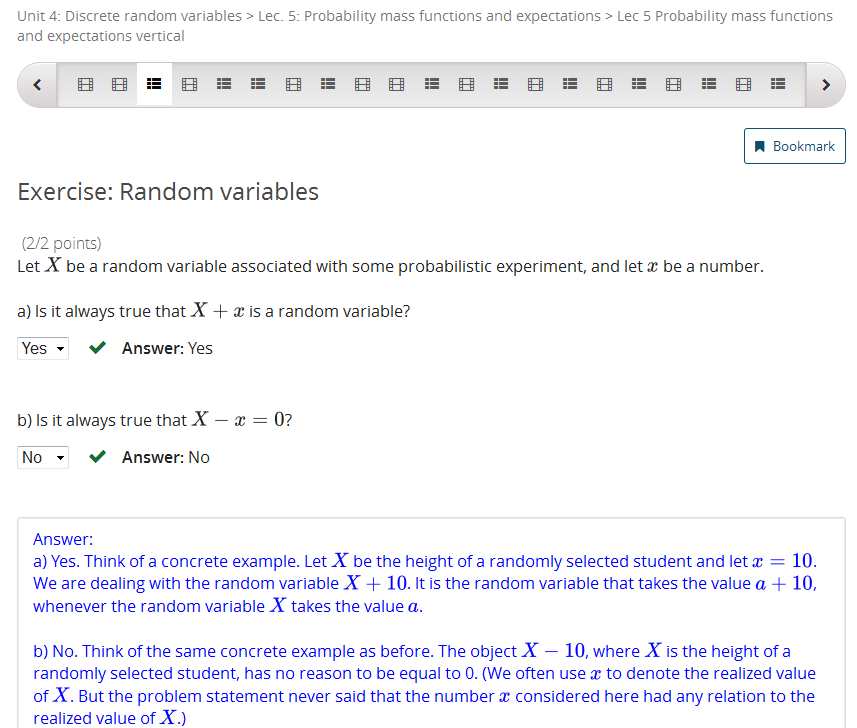 Unit 4: Discrete random variables > Lec. 5: Probability mass functions and expectations > Lec 5 Probability mass functions
and expectations vertical
Bookmark
Exercise: Random variables
(2/2 points)
Let X be a random variable associated with some probabilistic experiment, and let x be a number.
a) Is it always true that X + x is a random variable?
Yes Answer: Yes
b) Is it always true that X − x = 0?
No Answer: No
Answer:
a) Yes. Think of a concrete example. Let X be the height of a randomly selected student and let x = 10.
We are dealing with the random variable X + 10. It is the random variable that takes the value a + 10,
whenever the random variable X takes the value a.
b) No. Think of the same concrete example as before. The object X − 10, where X is the height of a
randomly selected student, has no reason to be equal to 0. (We often use x to denote the realized value
of X. But the problem statement never said that the number x considered here had any relation to the
realized value of X.)